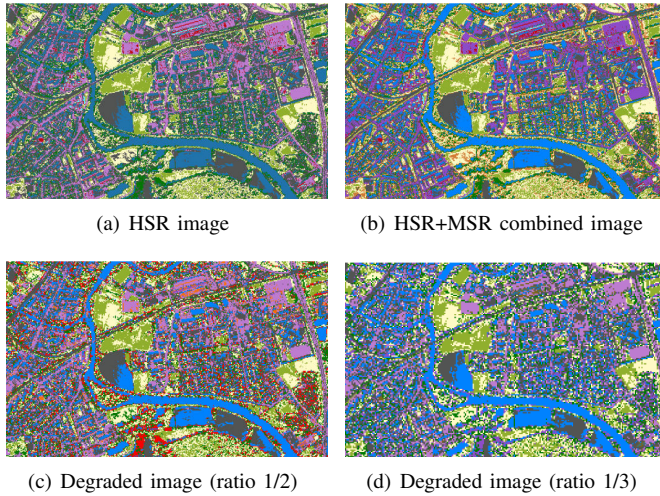 (a) HSR image
(b) HSR+MSR combined image
(c) Degraded image (ratio 1/2)
(d) Degraded image (ratio 1/3)